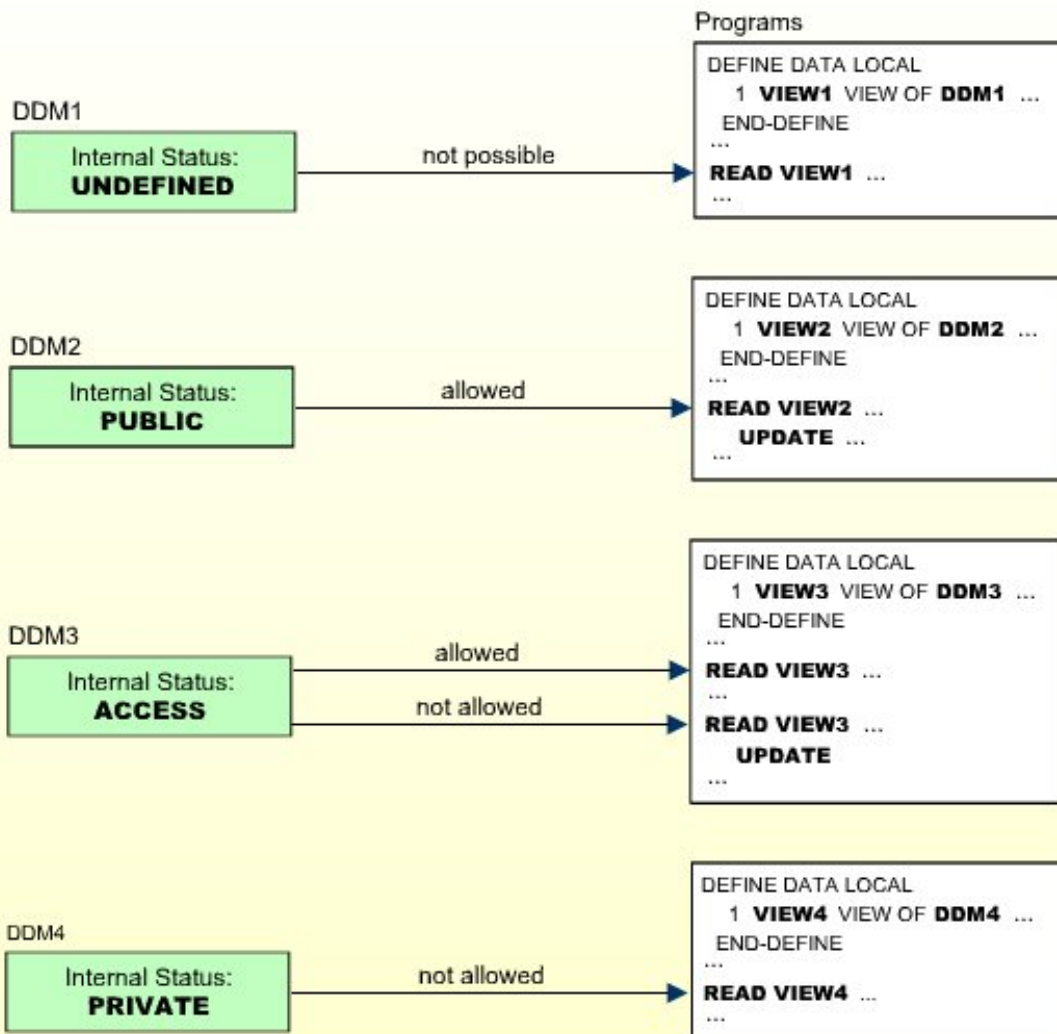 Programs
DDM1
Internal Status:
UNDEFINED
not possible
DEFINE DATA LOCAL
1 VIEW1 VIEW OF DDM1 ...
END-DEFINE
...
READ VIEW1 ...
...
DDM2
Internal Status:
PUBLIC
allowed
DEFINE DATA LOCAL
1 VIEW2 VIEW OF DDM2 ...
END-DEFINE
...
READ VIEW2 ...
UPDATE ...
...
DDM3
Internal Status:
ACCESS
allowed
not allowed
DEFINE DATA LOCAL
1 VIEW3 VIEW OF DDM3 ...
END-DEFINE
...
READ VIEW3 ...
...
READ VIEW3 ...
UPDATE
...
DDM4
Internal Status:
PRIVATE
not allowed
DEFINE DATA LOCAL
1 VIEW4 VIEW OF DDM4 ...
END-DEFINE
...
READ VIEW4 ...
...